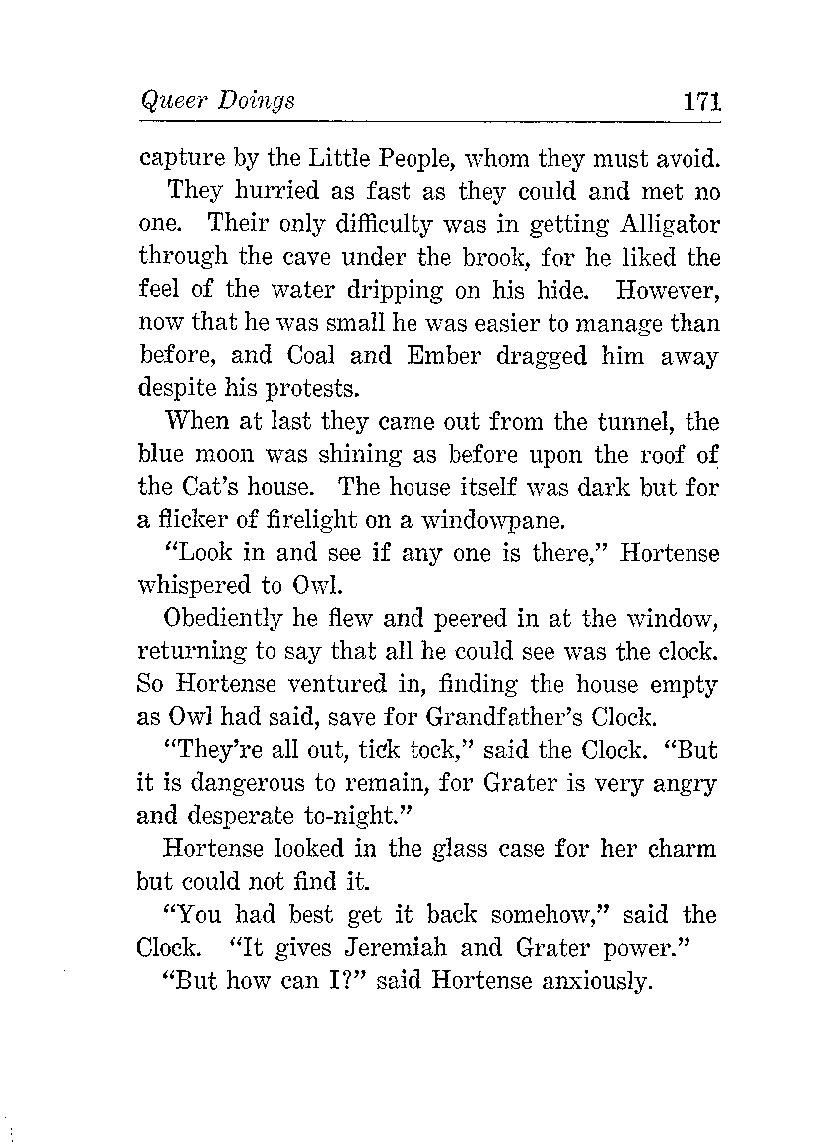 Queer Doings 171
capture by the Little People, whom they must avoid.
They hurried as fast as they could and met no
one. Their only difficulty was in getting Alligator
through the cave under the brook, for he liked the
feel of the water dripping on his hide. However,
now that he was small he was easier to manage than
before, and Coal and Ember dragged him away
despite his protests.
When at last they came out from the tunnel, the
blue moon was shining as before upon the roof of
the Cat’s house. The house itself was dark but for
a flicker of firelight on a windowpane.
“Look in and see if any one is there,” Hortense
whispered to Owl.
Obediently he flew and peered in at the window,
returning to say that all he could see was the clock.
So Hortense ventured in, finding the house empty
as Owl had said, save for Grandfather’s Clock.
“They’re all out, tick tock,” said the Clock. “But
it is dangerous to remain, for Grater is very angry
and desperate to-night.”
Hortense looked in the glass case for her charm
but could not find it.
“You had best get it back somehow,” said the
Clock. “It gives Jeremiah and Grater power.”
“But how can I?” said Hortense anxiously.